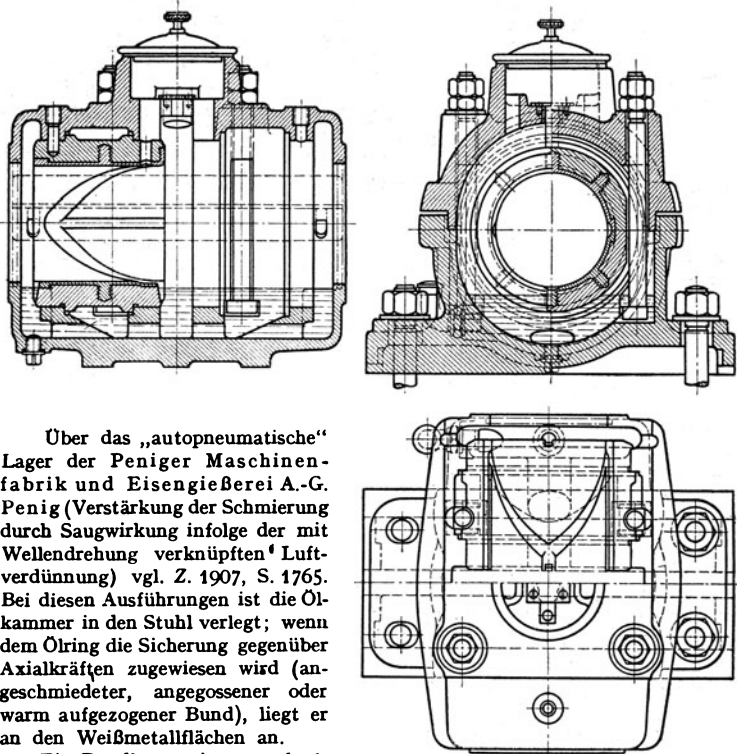 Über das „autopneumatische“
Lager der Peniger Maschinen-
fabrik und Eisengießerei A.-G.
Penig (Verstärkung der Schmierung
durch Saugwirkung infolge der mit
Wellendrehung verknüpften Luft-
verdünnung) vgl. Z. 1907, S. 1765.
Bei diesen Ausführungen ist die Öl-
kammer in den Stuhl verlegt; wenn
dem Ölring die Sicherung gegenüber
Axialkräften zugewiesen wird (an-
geschmiedeter, angegossener oder
warm aufgezogener Bund), liegt er
an den Weißmetallflächen an.